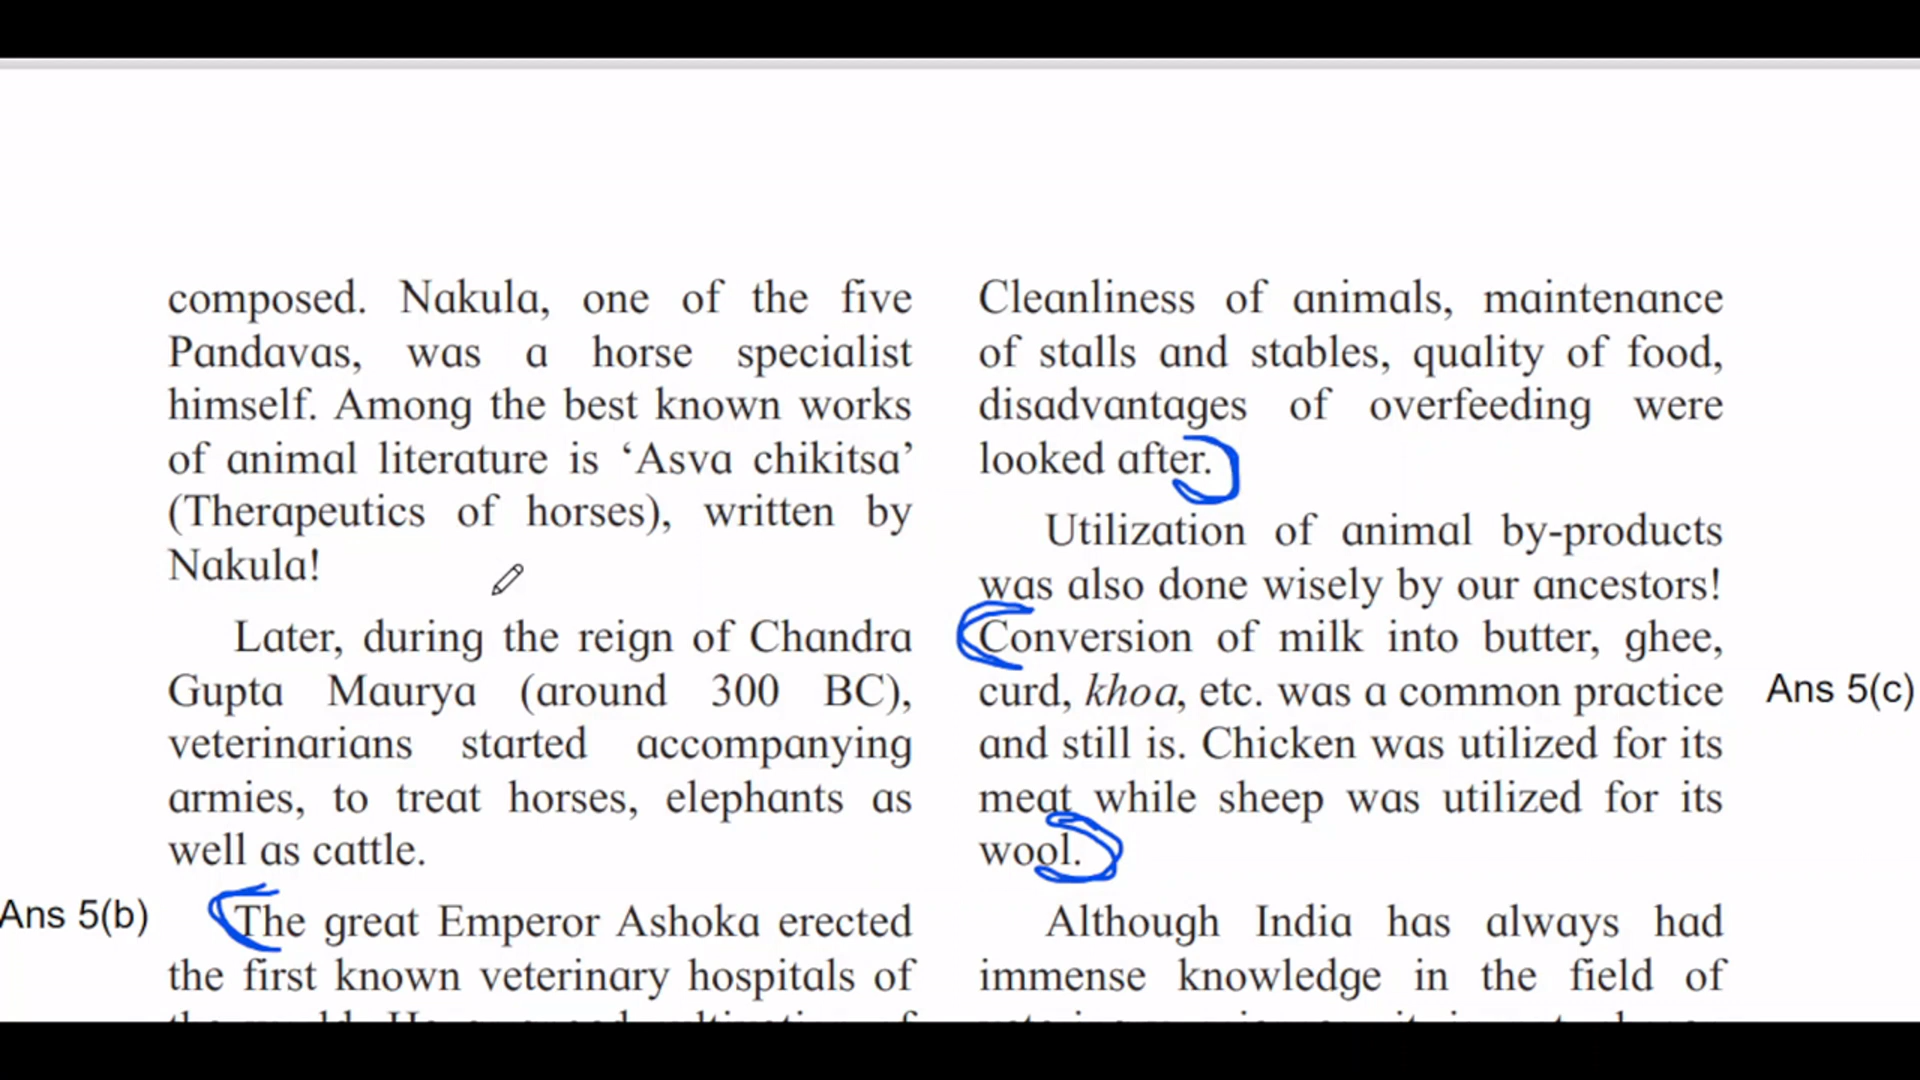 composed. Nakula, one of the five
Pandavas, was a horse specialist
himself. Among the best known works
of animal literature is ‘Asva chikitsa’
(Therapeutics of horses), written by
Nakula!
Later, during the reign of Chandra
Gupta Maurya (around 300 BC),
veterinarians started accompanying
armies, to treat horses, elephants as
well as cattle.
Ans 5(b)
The great Emperor Ashoka erected
the first known veterinary hospitals of
Cleanliness of animals, maintenance
of stalls and stables, quality of food,
disadvantages of overfeeding were
looked after.
Utilization of animal by-products
was also done wisely by our ancestors!
Conversion of milk into butter, ghee,
curd, khoa, etc. was a common practice
Ans 5(c)
and still is. Chicken was utilized for its
meat while sheep was utilized for its
wool.
Although India has always had
immense knowledge in the field of